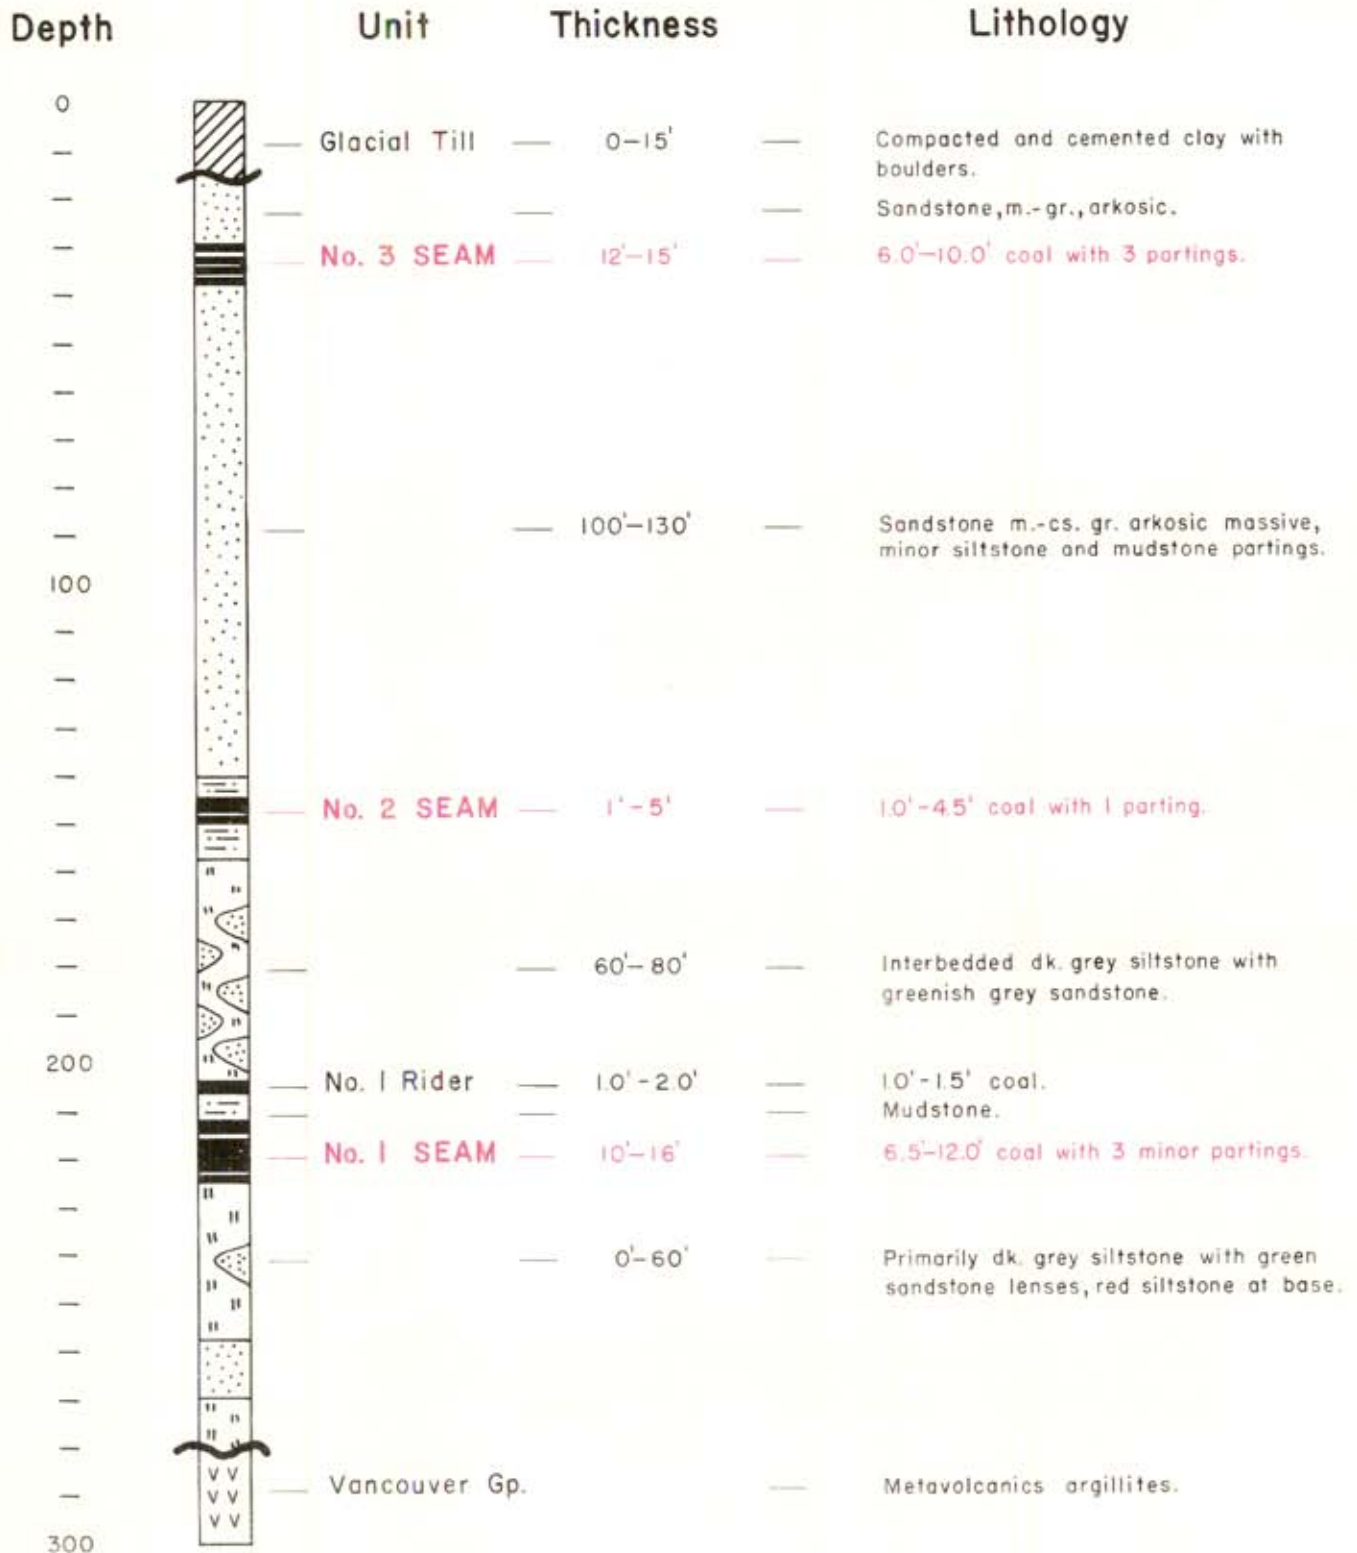 Depth Unit Thickness Lithology
0
Glacial Till — 0–15' — Compacted and cemented clay with
boulders.
Sandstone, m.-gr., arkosic.
No. 3 SEAM — 12'–15' — 6.0'–10.0' coal with 3 partings.
100'–130' — Sandstone m.-cs. gr. arkosic massive,
minor siltstone and mudstone partings.
100
No. 2 SEAM — 1'-5' — 1.0'-4.5' coal with 1 parting.
60'–80' — Interbedded dk. grey siltstone with
greenish grey sandstone.
200
No. 1 Rider — 1.0'-2.0' — 1.0'-1.5' coal.
Mudstone.
No. 1 SEAM — 10'–16' — 6.5'–12.0' coal with 3 minor partings.
0'–60' — Primarily dk. grey siltstone with green
sandstone lenses, red siltstone at base.
Vancouver Gp. — Metavolcanics argillites.
300